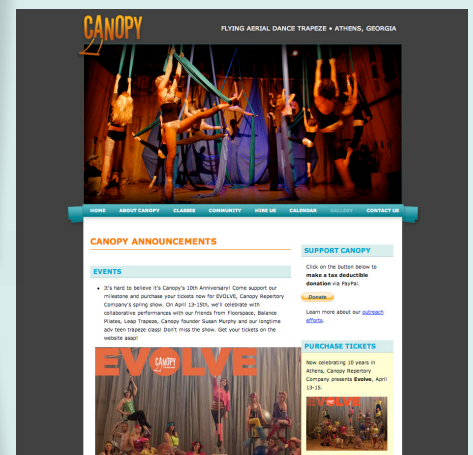 CANOPY
FLYING AERIAL DANCE TRAPEZE • ATHENS, GEORGIA
HOME ABOUT CANOPY CLASSES COMMUNITY HIRE US CALENDAR GALLERY CONTACT US
CANOPY ANNOUNCEMENTS
EVENTS
It's hard to believe it's Canopy's 10th Anniversary! Come support our
milestone and purchase your tickets now for EVOLVE, Canopy Repertory
Company's spring show. On April 13-15th, we'll celebrate with
collaborative performances with our friends from Floorspace, Balance
Pilates, Leap Trapeze, Canopy founder Susan Murphy and our longtime
adv teen trapeze class! Don't miss the show. Get your tickets on the
website asap!
EVOLVE
CANOPY
SUPPORT CANOPY
Click on the button below to
make a tax deductible
donation via PayPal.
Donate
Learn more about our outreach
efforts.
PURCHASE TICKETS
Now celebrating 10 years in
Athens, Canopy Repertory
Company presents Evolve, April
13-15.
EVOLVE